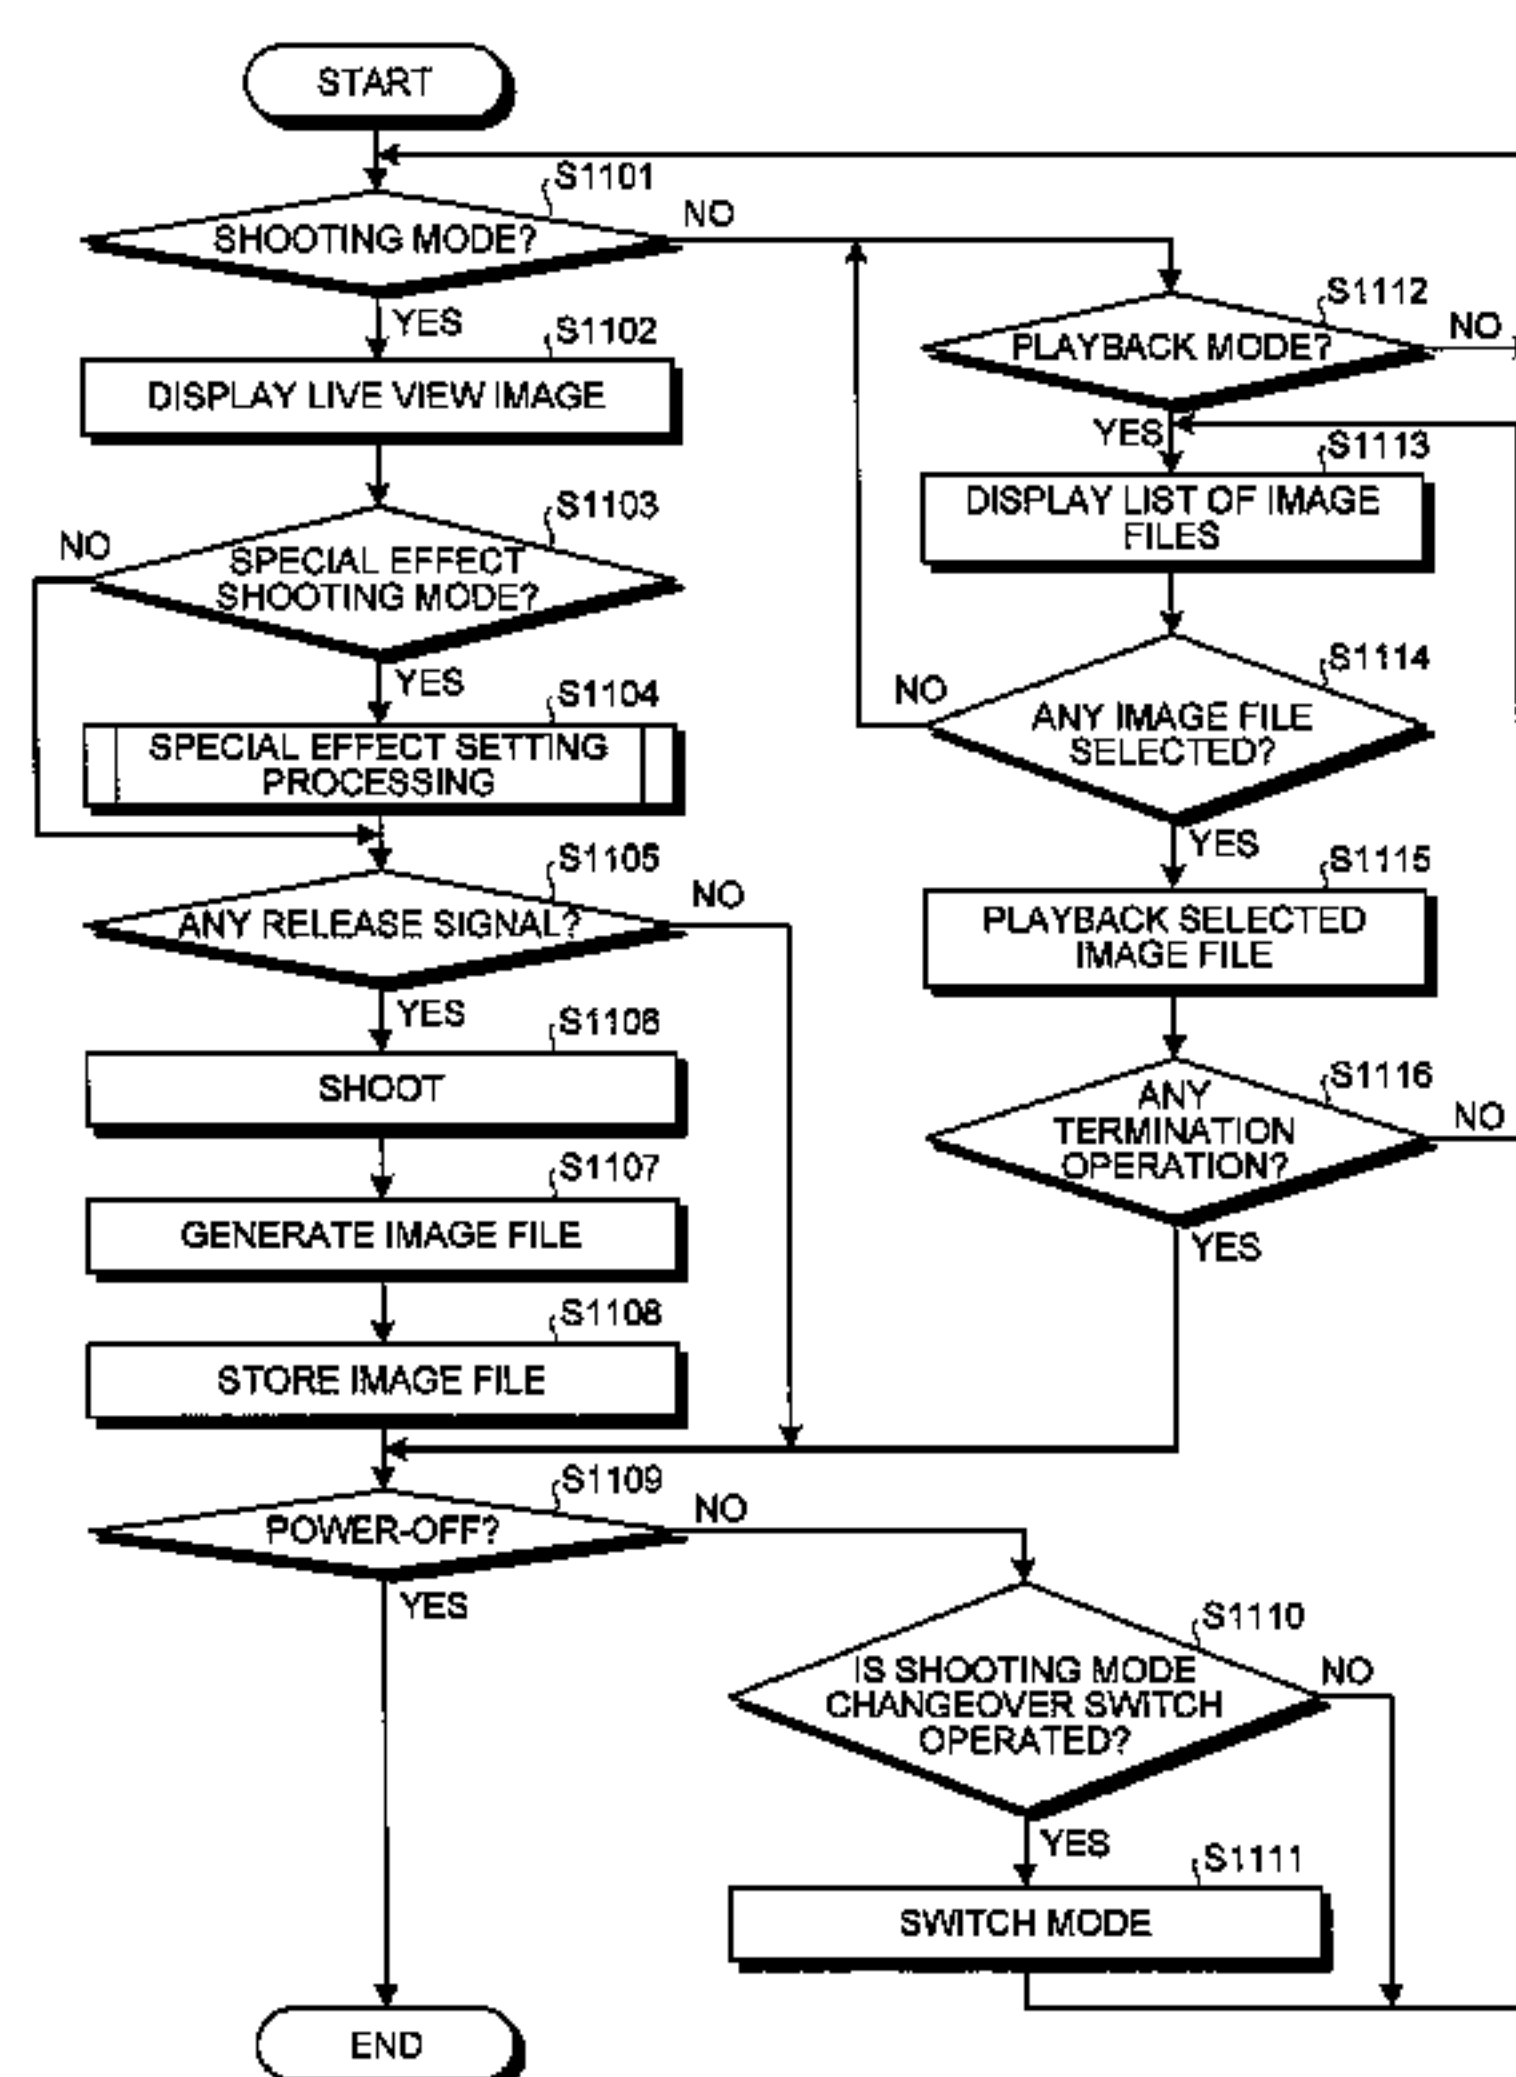 START
S1101
SHOOTING MODE?
NO
YES
S1102
DISPLAY LIVE VIEW IMAGE
S1103
SPECIAL EFFECT
SHOOTING MODE?
NO
YES
S1104
SPECIAL EFFECT SETTING
PROCESSING
S1105
ANY RELEASE SIGNAL?
NO
YES
S1106
SHOOT
S1107
GENERATE IMAGE FILE
S1108
STORE IMAGE FILE
S1109
POWER-OFF?
NO
YES
END
S1110
IS SHOOTING MODE
CHANGEOVER SWITCH
OPERATED?
NO
YES
S1111
SWITCH MODE
S1112
PLAYBACK MODE?
NO
YES
S1113
DISPLAY LIST OF IMAGE
FILES
S1114
ANY IMAGE FILE
SELECTED?
NO
YES
S1115
PLAYBACK SELECTED
IMAGE FILE
S1116
ANY
TERMINATION
OPERATION?
NO
YES